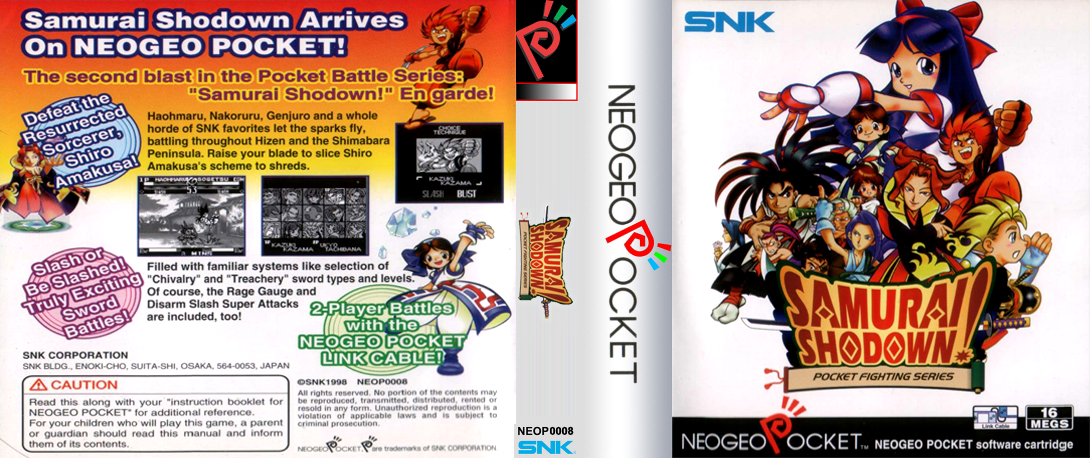 Samurai Shodown Arrives
On NEOGEO POCKET!
The second blast in the Pocket Battle Series:
"Samurai Shodown!" En garde!
Defeat the
Resurrected
Sorcerer,
Shiro
Amakusa!
Haohmaru, Nakoruru, Genjuro and a whole
horde of SNK favorites let the sparks fly,
battling throughout Hizen and the Shimabara
Peninsula. Raise your blade to slice Shiro
Amakusa's scheme to shreds.
CHOICE
TECHNIQUE
KAZUKI
KAZAMA
SLASH BUST
HAOHMARU SOGETSU
53
KAZUKI
KAZAMA
UKYO
TACHIBANA
Slash or
Be Slashed!
Truly Exciting
Sword
Battles!
Filled with familiar systems like selection of
"Chivalry" and "Treachery" sword types and levels.
Of course, the Rage Gauge and
Disarm Slash Super Attacks
are included, too!
2-Player Battles
with the
NEOGEO POCKET
LINK CABLE!
SNK CORPORATION
SNK BLDG., ENOKI-CHO, SUITA-SHI, OSAKA, 564-0053, JAPAN
CAUTION
Read this along with your "instruction booklet for
NEOGEO POCKET" for additional reference.
For your children who will play this game, a parent
or guardian should read this manual and inform
them of its contents.
©SNK1998 NEOP0008
All rights reserved. No portion of the contents may
be reproduced, transmitted, distributed, rented or
resold in any form. Unauthorized reproduction is a
violation of applicable laws and is subject to
criminal prosecution.
NEOGEO POCKET, P are trademarks of SNK CORPORATION
SAMURAI
SHODOWN!
POCKET FIGHTING SERIES
NEOP0008
SNK
NEOGEO POCKET
SNK
SAMURAI
SHODOWN!
POCKET FIGHTING SERIES
Link Cable
16
MEGS
NEOGEO POCKET™ NEOGEO POCKET software cartridge